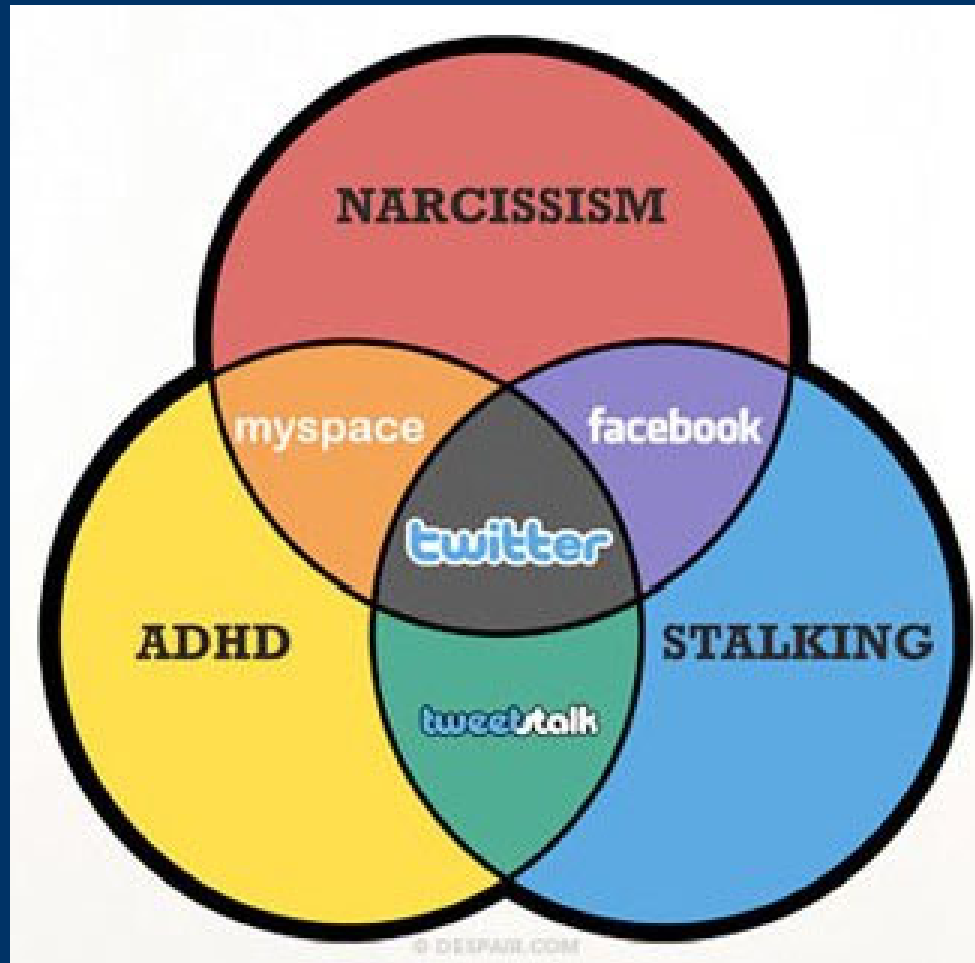 NARCISSISM
myspace
facebook
twitter
ADHD
STALKING
tweetstalk
© DESPAIR.COM